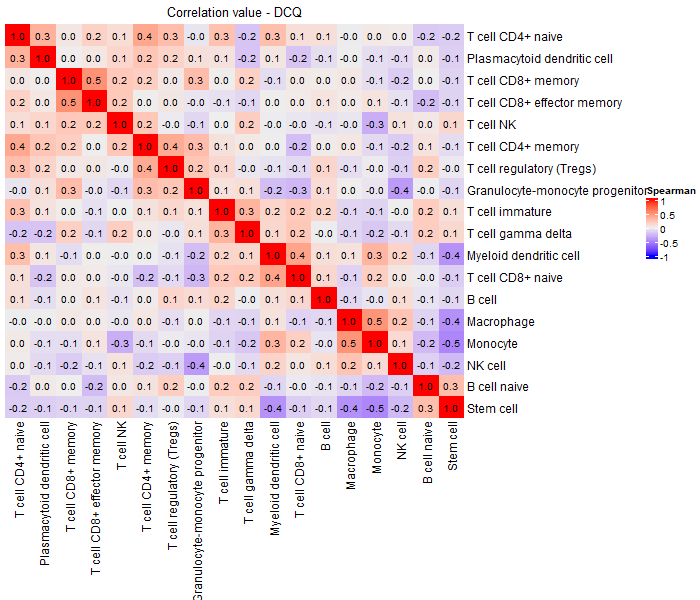 Correlation value - DCQ
1.0 0.3 0.0 0.2 0.1 0.4 0.3 -0.0 0.3 -0.2 0.3 0.1 0.1 -0.0 0.0 0.0 -0.2 -0.2 T cell CD4+ naive
0.3 1.0 0.0 0.0 0.1 0.2 0.2 0.1 0.1 -0.2 0.1 -0.2 -0.1 -0.0 -0.1 -0.1 0.0 -0.1 Plasmacytoid dendritic cell
0.0 0.0 1.0 0.5 0.2 0.2 0.0 0.3 0.0 0.2 -0.1 0.0 0.0 0.0 -0.1 -0.2 0.0 -0.1 T cell CD8+ memory
0.2 0.0 0.5 1.0 0.2 0.0 0.0 -0.0 -0.1 -0.1 0.0 0.0 0.1 0.0 0.1 -0.1 -0.2 -0.1 T cell CD8+ effector memory
0.1 0.1 0.2 0.2 1.0 0.2 -0.0 -0.1 0.0 0.2 -0.0 0.0 -0.1 -0.0 -0.3 0.1 0.0 0.1 T cell NK
0.4 0.2 0.2 0.0 0.2 1.0 0.4 0.3 0.1 0.0 0.0 -0.2 0.0 0.0 -0.1 -0.2 0.1 -0.1 T cell CD4+ memory
0.3 0.2 0.0 0.0 -0.0 0.4 1.0 0.2 0.1 -0.1 0.0 -0.0 0.1 -0.1 0.0 -0.1 0.2 -0.0 T cell regulatory (Tregs)
-0.0 0.1 0.3 -0.0 -0.1 0.3 0.2 1.0 0.1 0.1 -0.2 -0.3 0.1 0.0 -0.0 -0.4 -0.0 -0.1 Granulocyte-monocyte progenitor
Spearman
1
0.3 0.1 0.0 -0.1 0.0 0.1 0.1 0.1 1.0 0.3 0.2 0.2 0.2 -0.1 -0.1 -0.0 0.2 0.1 T cell immature
0.5
-0.2 -0.2 0.2 -0.1 0.2 0.0 -0.1 0.1 0.3 1.0 0.1 0.2 -0.0 -0.1 -0.2 -0.1 0.2 0.1 T cell gamma delta
0
-0.5
0.3 0.1 -0.1 0.0 -0.0 0.0 0.0 -0.2 0.2 0.1 1.0 0.4 0.1 0.1 0.3 0.1 -0.0 -0.4 Myeloid dendritic cell
-1
0.1 -0.2 0.0 0.0 0.0 -0.2 -0.0 -0.3 0.2 0.2 0.4 1.0 0.1 -0.0 0.2 0.0 -0.1 -0.1 T cell CD8+ naive
0.1 -0.1 0.0 0.1 -0.1 0.0 0.1 0.1 0.2 -0.0 0.1 0.1 1.0 -0.1 -0.0 0.1 -0.1 -0.1 B cell
-0.0 -0.0 0.0 0.0 -0.0 0.0 -0.1 0.0 -0.1 -0.1 0.1 -0.0 -0.1 1.0 0.5 0.2 -0.1 -0.4 Macrophage
0.0 -0.1 -0.1 0.1 -0.3 -0.1 0.0 -0.0 -0.1 -0.2 0.3 0.2 -0.0 0.5 1.0 0.1 -0.2 -0.5 Monocyte
0.0 -0.1 -0.2 -0.1 0.1 -0.2 -0.1 -0.4 -0.0 -0.1 0.1 0.0 0.1 0.2 0.1 1.0 -0.1 -0.2 NK cell
-0.2 0.0 0.0 -0.2 0.0 0.1 0.2 -0.0 0.2 0.2 -0.0 -0.1 -0.1 -0.1 -0.2 -0.1 1.0 0.3 B cell naive
-0.2 -0.1 -0.1 -0.1 0.1 -0.1 -0.0 -0.1 0.1 0.1 -0.4 -0.1 -0.1 -0.4 -0.5 -0.2 0.3 1.0 Stem cell
T cell CD4+ naive
Plasmacytoid dendritic cell
T cell CD8+ memory
T cell CD8+ effector memory
T cell NK
T cell CD4+ memory
T cell regulatory (Tregs)
Granulocyte-monocyte progenitor
T cell immature
T cell gamma delta
Myeloid dendritic cell
T cell CD8+ naive
B cell
Macrophage
Monocyte
NK cell
B cell naive
Stem cell